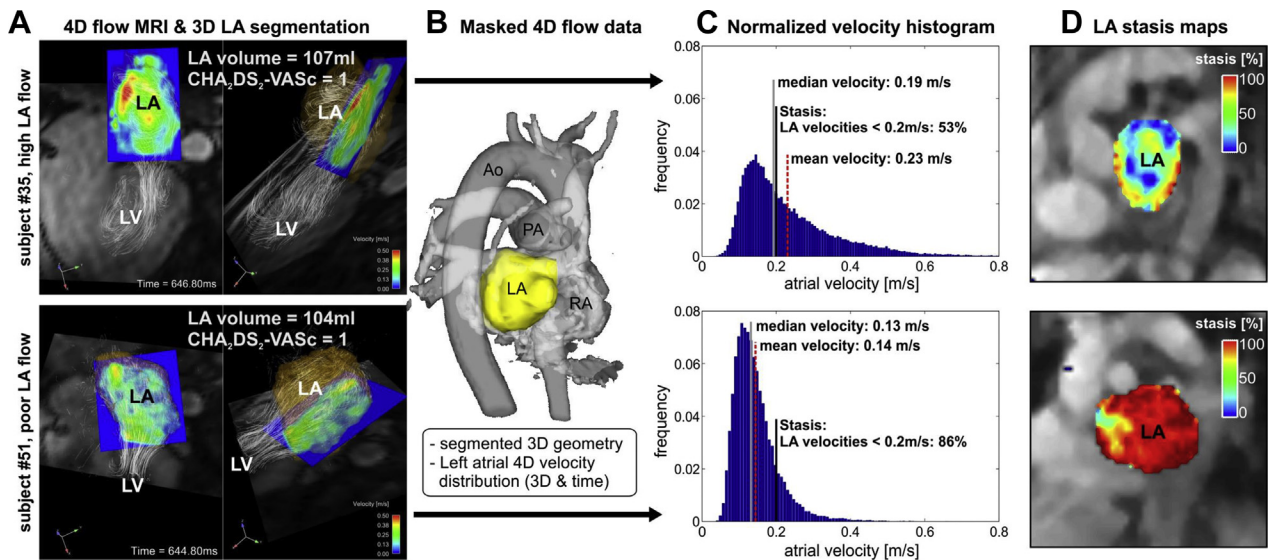 A
4D flow MRI & 3D LA segmentation
subject #35, high LA flow
LA volume = 107ml
CHA₂DS₂-VASc = 1
LA
LV
LA
LV
Velocity [m/s]
0.50
0.38
0.25
0.13
0.00
Time = 646.80ms
subject #51, poor LA flow
LA volume = 104ml
CHA₂DS₂-VASc = 1
LA
LV
LA
LV
Velocity [m/s]
0.50
0.38
0.25
0.13
0.00
Time = 644.80ms
B
Masked 4D flow data
Ao
PA
LA
RA
- segmented 3D geometry
- Left atrial 4D velocity
distribution (3D & time)
C
Normalized velocity histogram
0.08
0.06
0.04
0.02
0
frequency
median velocity: 0.19 m/s
Stasis:
LA velocities < 0.2m/s: 53%
mean velocity: 0.23 m/s
0 0.2 0.4 0.6 0.8
atrial velocity [m/s]
0.08
0.06
0.04
0.02
0
frequency
median velocity: 0.13 m/s
mean velocity: 0.14 m/s
Stasis:
LA velocities < 0.2m/s: 86%
0 0.2 0.4 0.6 0.8
atrial velocity [m/s]
D
LA stasis maps
stasis [%]
100
50
0
LA
stasis [%]
100
50
0
LA